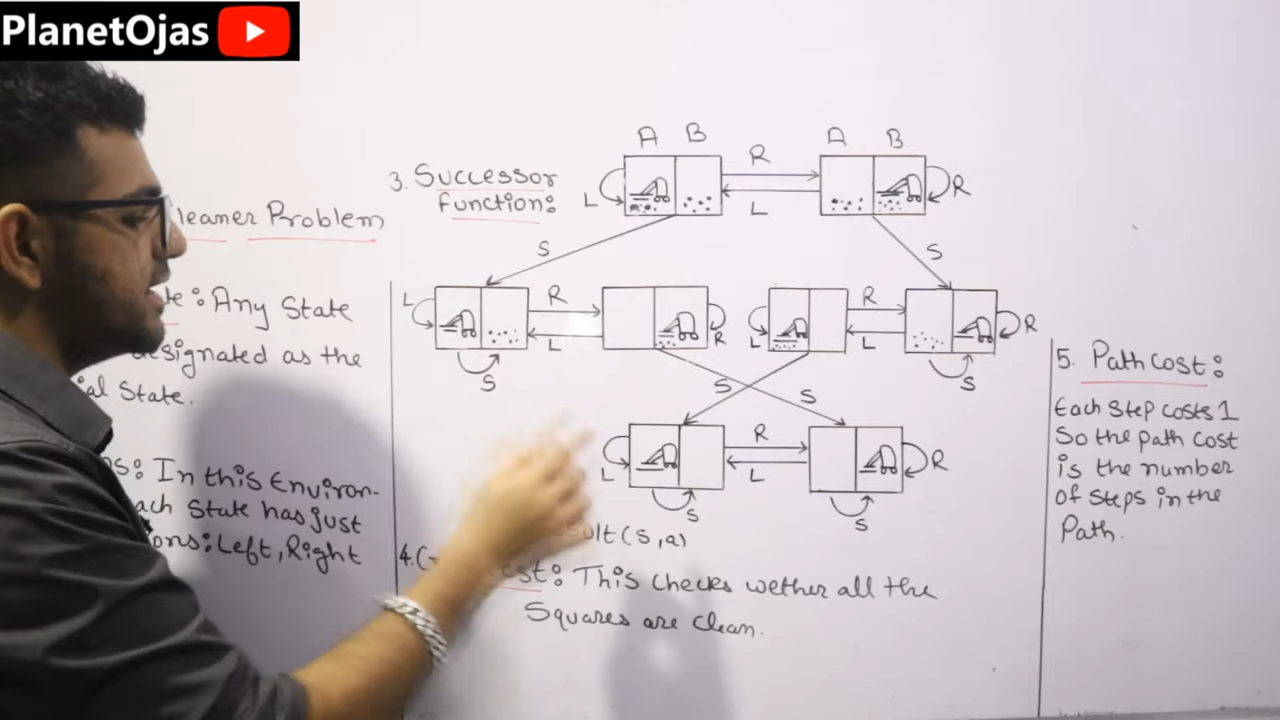 PlanetOjas
leaner Problem
: Any State
designated as the
al State.
ns: In this Environ-
ach State has just
ons: Left, Right
3. Successor
function:
A B
A B
R
L
L
R
S
S
L
R
L
R
L
R
L
R
S
S
S
S
L
R
L
R
S
S
sult(s,a)
4. est: This checks wether all the
Squares are clean.
5. Path cost:
Each Step costs 1
So the path cost
is the number
of steps in the
Path.